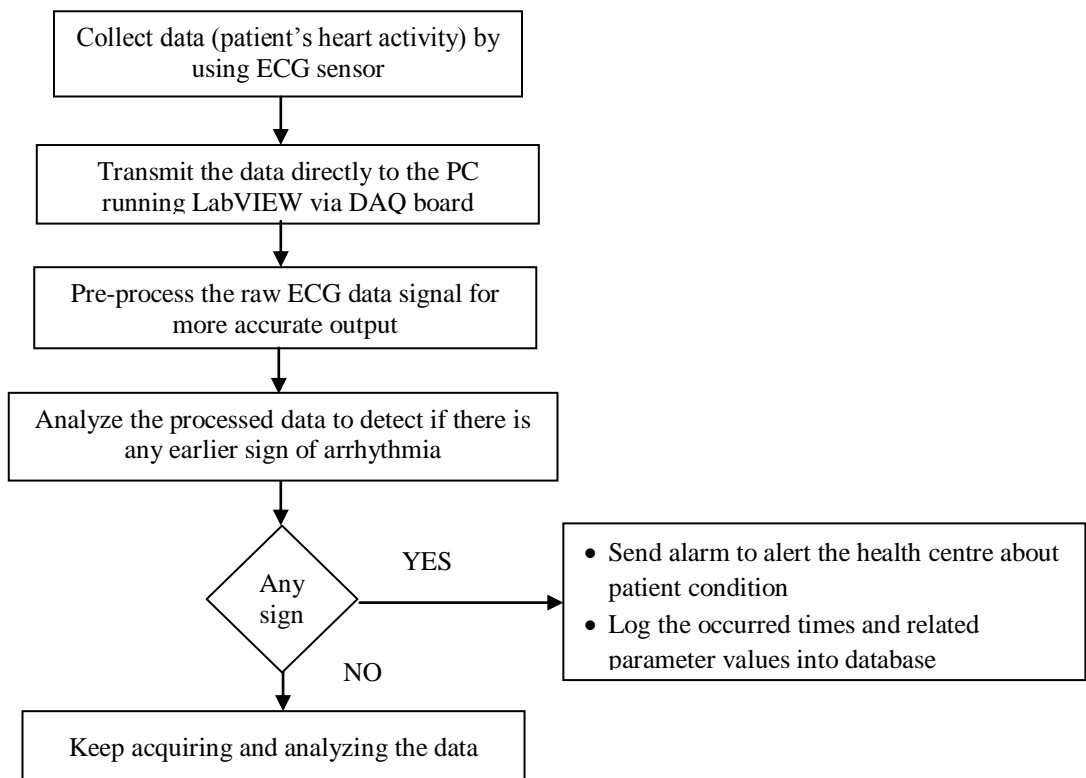 Collect data (patient’s heart activity) by
using ECG sensor
Transmit the data directly to the PC
running LabVIEW via DAQ board
Pre-process the raw ECG data signal for
more accurate output
Analyze the processed data to detect if there is
any earlier sign of arrhythmia
Any
sign
YES
• Send alarm to alert the health centre about
patient condition
• Log the occurred times and related
parameter values into database
NO
Keep acquiring and analyzing the data